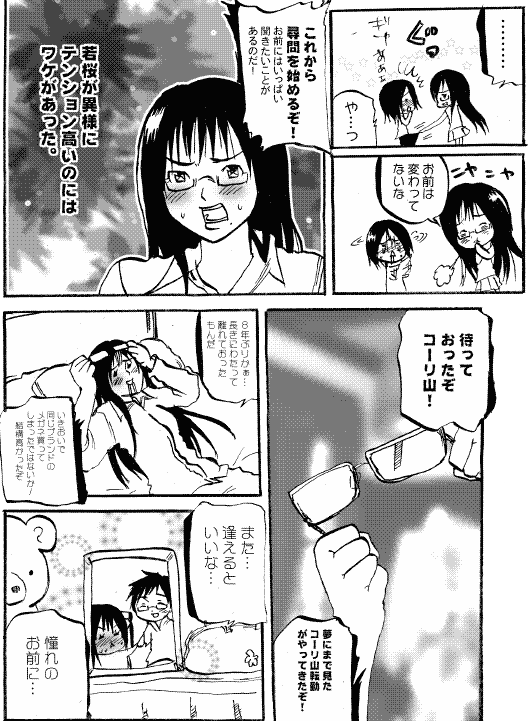 ………
ぎゃあぁぁ
や…っ
お前は
変わって
ないな
ニヤニヤ
これから
尋問を始めるぞ！
お前にはいっぱい
聞きたいことが
あるのだ！
若桜が異様に
テンション高いのには
ワケがあった。
待って
おったぞ
コーリ山！
夢にまで見た
コーリ山転勤
がやってきたぞ！
8年ぶりかぁ…
長きにわたって
離れておった
もんだ
いきおいで
同じブランドの
メガネ買って
しまったではないか！
結構高かったぞ
また…
逢えると
いいな…
憧れの
お前に…